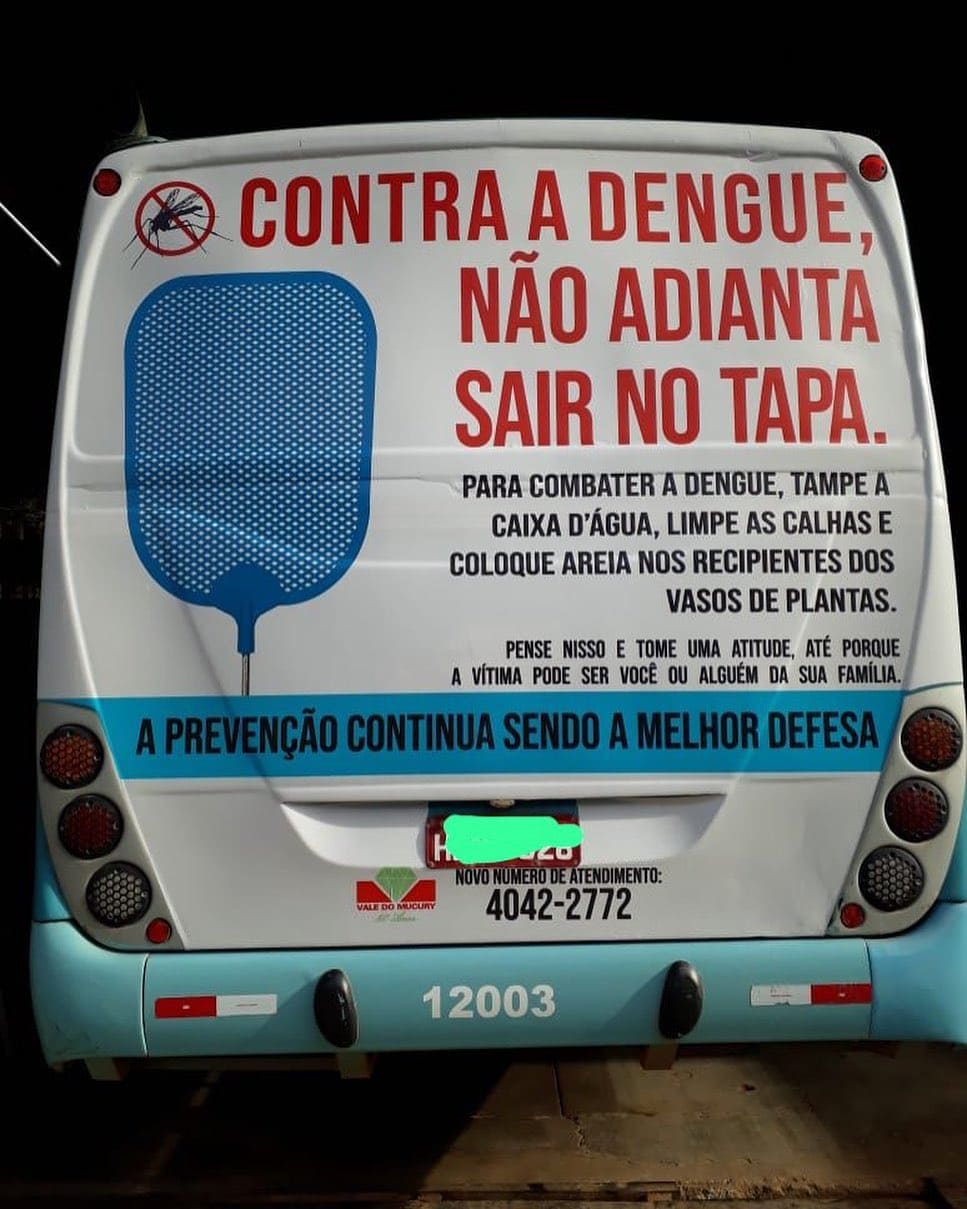 CONTRA A DENGUE,
NÃO ADIANTA
SAIR NO TAPA.
PARA COMBATER A DENGUE, TAMPE A
CAIXA D'ÁGUA, LIMPE AS CALHAS E
COLOQUE AREIA NOS RECIPIENTES DOS
VASOS DE PLANTAS.
PENSE NISSO E TOME UMA ATITUDE, ATÉ PORQUE
A VÍTIMA PODE SER VOCÊ OU ALGUÉM DA SUA FAMÍLIA.
A PREVENÇÃO CONTINUA SENDO A MELHOR DEFESA
NOVO NÚMERO DE ATENDIMENTO:
4042-2772
VALE DO MUCURY
12003